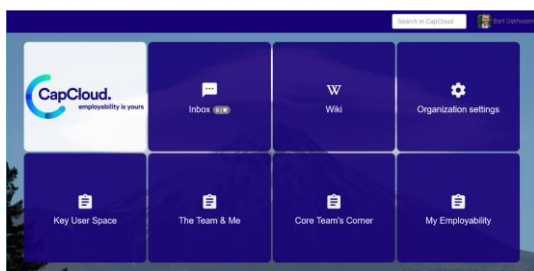 Search in CapCloud
CapCloud.
employability is yours
Inbox
W
Wiki
Organization settings
Key User Space
The Team & Me
Core Team's Corner
My Employability